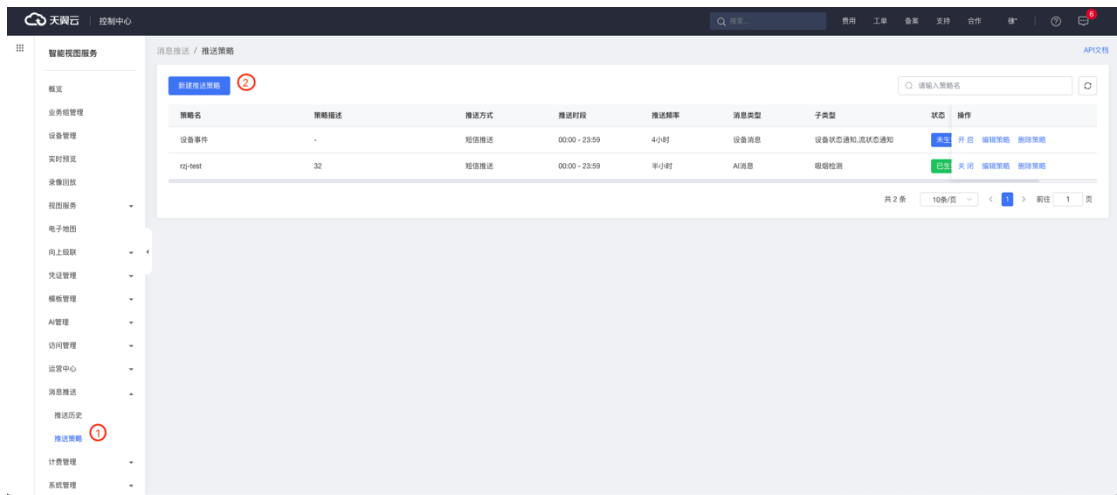 天翼云 控制中心 搜索... 费用 工单 备案 支持 合作 6
智能视图服务 消息推送 / 推送策略 API文档
概览 新建推送策略 2 请输入策略名
业务组管理 策略名 策略描述 推送方式 推送时段 推送频率 消息类型 子类型 状态 操作
设备管理 设备事件 - 短信推送 00:00 - 23:59 4小时 设备消息 设备状态通知,流状态通知 未生 开启 编辑策略 删除策略
实时预览 rzj-test 32 短信推送 00:00 - 23:59 半小时 AI消息 吸烟检测 已生 关闭 编辑策略 删除策略
录像回放
视图服务 共 2 条 10条/页 1 前往 1 页
电子地图
向上级联
凭证管理
模板管理
AI管理
访问管理
运营中心
消息推送
推送历史
推送策略 1
计费管理
系统管理